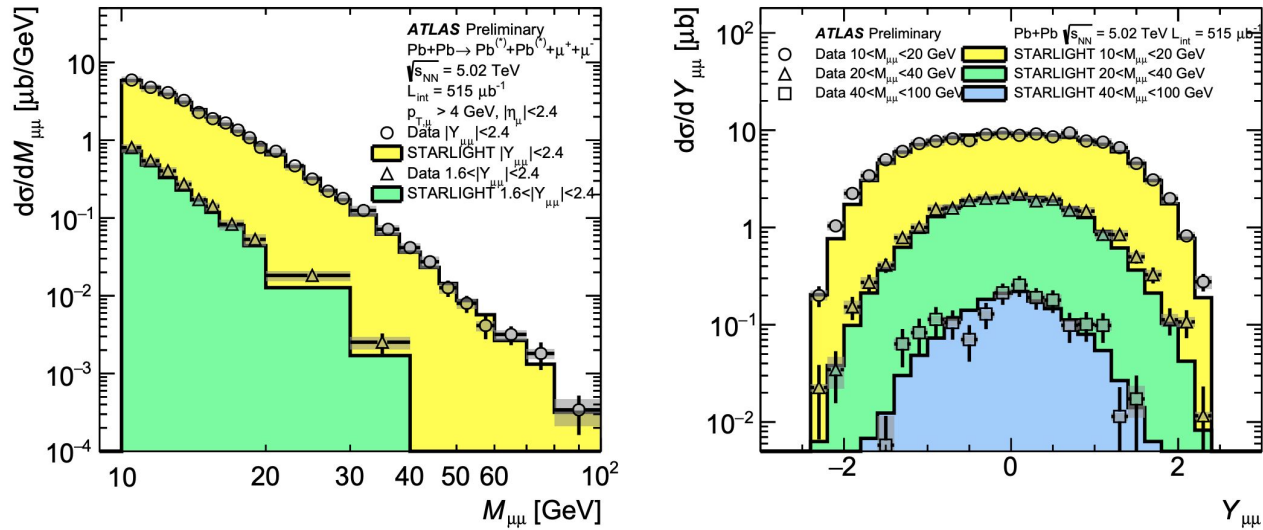 ATLAS Preliminary
Pb+Pb→ Pb(*)+Pb(*)+μ++μ-
√sNN = 5.02 TeV
Lint = 515 μb-1
pT,μ > 4 GeV, |ημ|<2.4
Data |Yμμ|<2.4
STARLIGHT |Yμμ|<2.4
Data 1.6<|Yμμ|<2.4
STARLIGHT 1.6<|Yμμ|<2.4
dσ/dMμμ [μb/GeV]
10
1
10-1
10-2
10-3
10-4
10 20 30 40 50 60 102
Mμμ [GeV]
ATLAS Preliminary Pb+Pb √sNN = 5.02 TeV Lint = 515 μb-1
Data 10<Mμμ<20 GeV STARLIGHT 10<Mμμ<20 GeV
Data 20<Mμμ<40 GeV STARLIGHT 20<Mμμ<40 GeV
Data 40<Mμμ<100 GeV STARLIGHT 40<Mμμ<100 GeV
dσ/dYμμ [μb]
102
10
1
10-1
10-2
−2 0 2
Yμμ